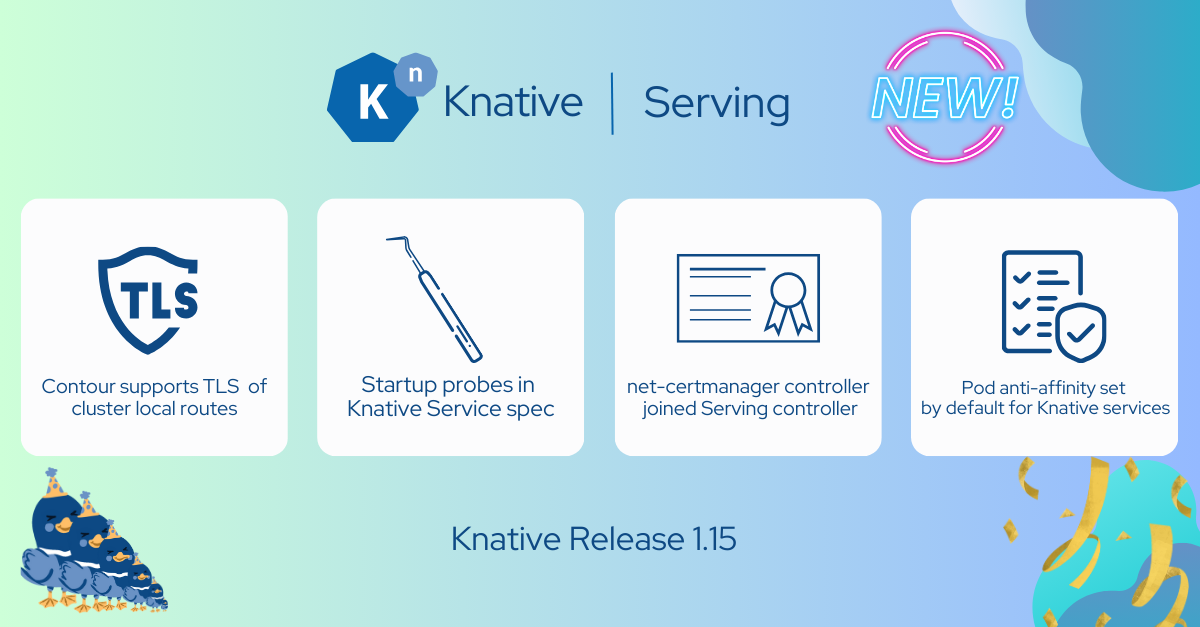 K n Knative | Serving
NEW!
TLS
Contour supports TLS of
cluster local routes
Startup probes in
Knative Service spec
net-certmanager controller
joined Serving controller
Pod anti-affinity set
by default for Knative services
Knative Release 1.15